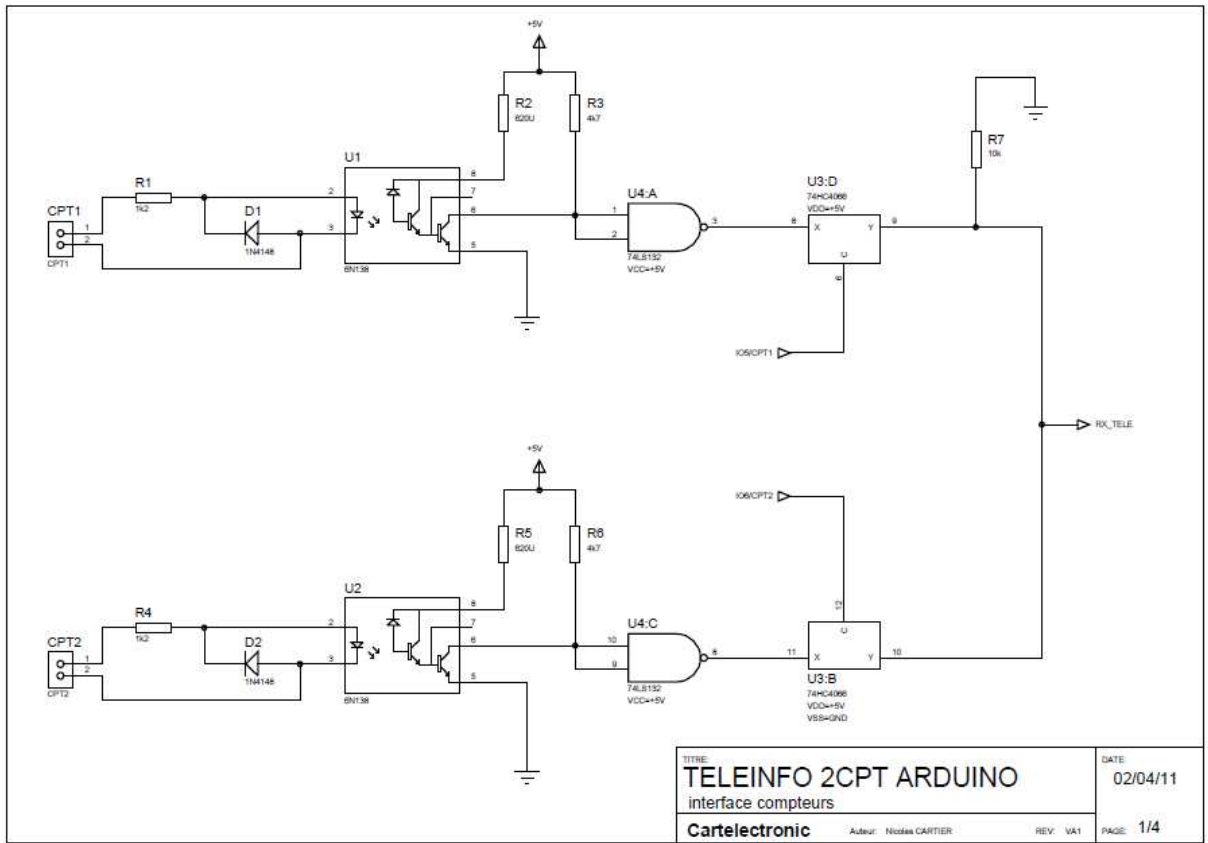 +5V
R2
620U
R3
4k7
R7
10k
U1
R1
1k2
CPT1
1
2
CPT1
D1
1N4148
2
3
8
7
6
5
6N138
U4:A
1
2
3
74LS132
VCC=+5V
U3:D
74HC4066
VDD=+5V
8
X
Y
9
C
6
IO5/CPT1
RX_TELE
+5V
R5
620U
R6
4k7
IO6/CPT2
U2
R4
1k2
CPT2
1
2
CPT2
D2
1N4148
2
3
8
7
6
5
6N138
U4:C
10
9
8
74LS132
VCC=+5V
12
C
11
X
Y
10
U3:B
74HC4066
VDD=+5V
VSS=GND
TITRE:
TELEINFO 2CPT ARDUINO
interface compteurs
DATE:
02/04/11
Cartelectronic
Auteur: Nicolas CARTIER
REV: VA1
PAGE: 1/4